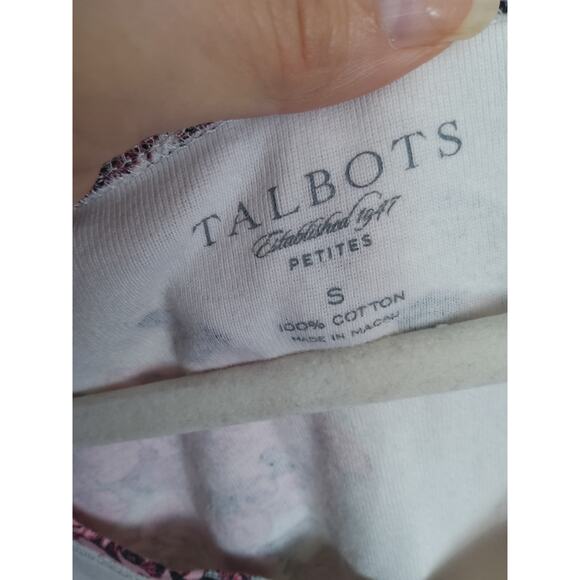 TALBOTS
Established 1947
PETITES
S
100% COTTON
MADE IN MACAU